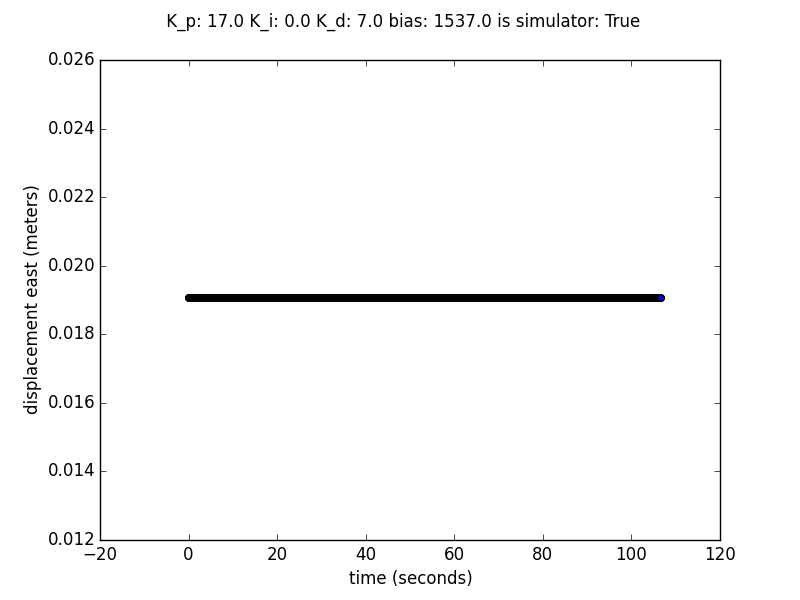 K_p: 17.0 K_i: 0.0 K_d: 7.0 bias: 1537.0 is simulator: True
0.026
0.024
0.022
0.020
0.018
0.016
0.014
0.012
displacement east (meters)
−20 0 20 40 60 80 100 120
time (seconds)